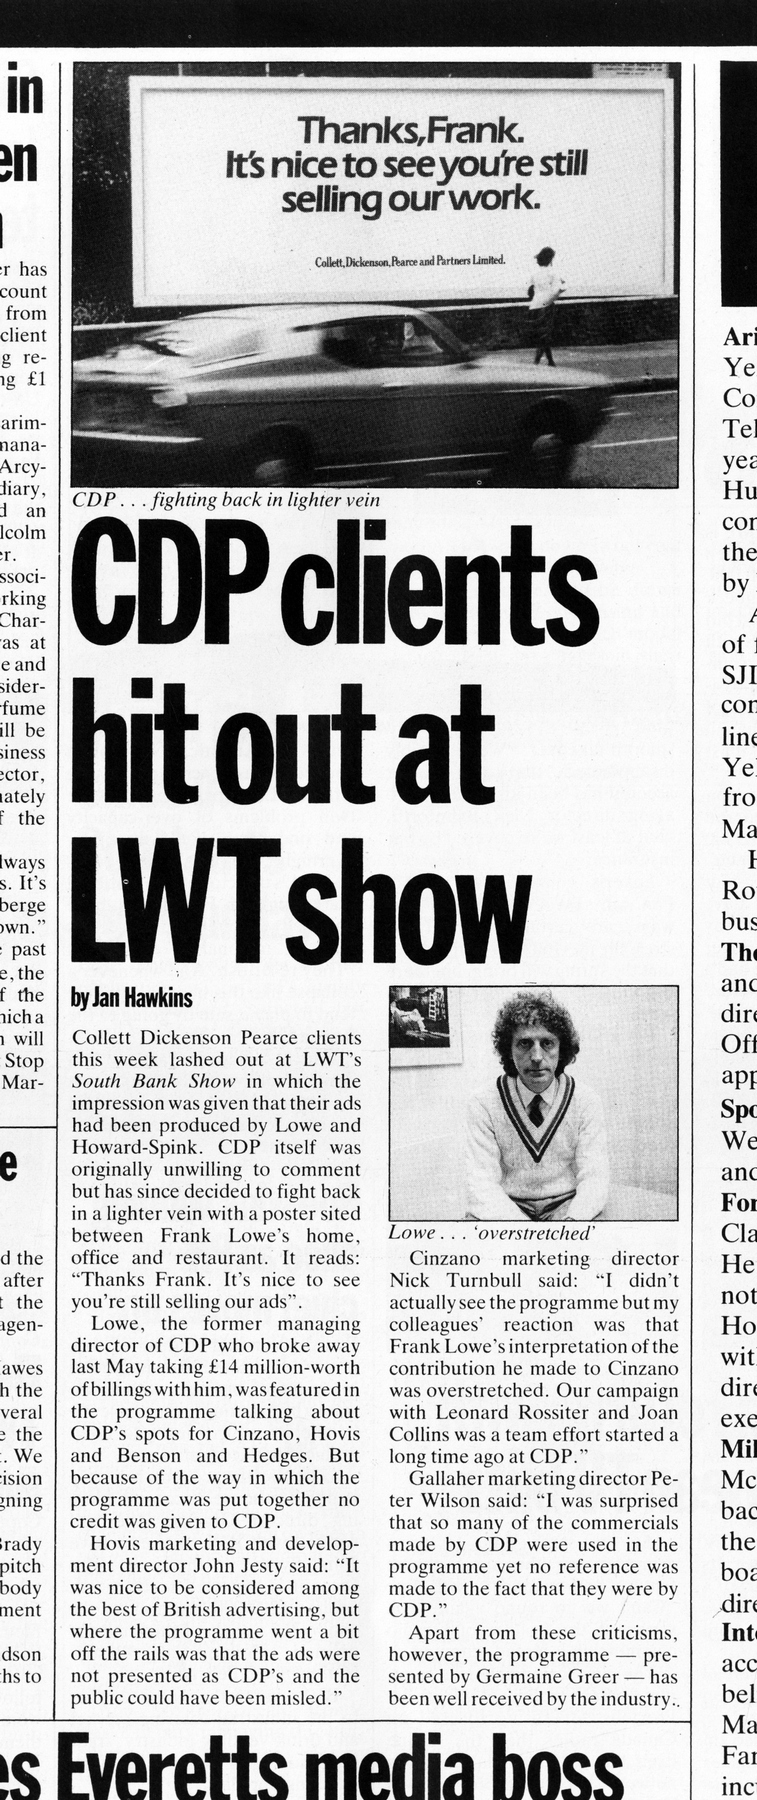 in
en
er has
count
from
client
g re-
ng £1
arim-
mana-
Arcy-
diary,
d an
lcolm
er.
ssoci-
rking
Char-
vas at
e and
sider-
rfume
ill be
siness
ector,
nately
f the
lways
s. It's
berge
own."
e past
e, the
f the
hich a
n will
Stop
Mar-
e
d the
after
t the
agen-
awes
h the
veral
e the
t. We
cision
gning
Brady
pitch
body
ment
dson
ths to
Thanks, Frank.
It's nice to see you're still
selling our work.
Collett, Dickenson, Pearce and Partners Limited.
CDP . . . fighting back in lighter vein
CDP clients
hit out at
LWT show
by Jan Hawkins
Collett Dickenson Pearce clients
this week lashed out at LWT's
South Bank Show in which the
impression was given that their ads
had been produced by Lowe and
Howard-Spink. CDP itself was
originally unwilling to comment
but has since decided to fight back
in a lighter vein with a poster sited
between Frank Lowe's home,
office and restaurant. It reads:
"Thanks Frank. It's nice to see
you're still selling our ads".
Lowe, the former managing
director of CDP who broke away
last May taking £14 million-worth
of billings with him, was featured in
the programme talking about
CDP's spots for Cinzano, Hovis
and Benson and Hedges. But
because of the way in which the
programme was put together no
credit was given to CDP.
Hovis marketing and develop-
ment director John Jesty said: "It
was nice to be considered among
the best of British advertising, but
where the programme went a bit
off the rails was that the ads were
not presented as CDP's and the
public could have been misled."
Lowe . . . 'overstretched'
Cinzano marketing director
Nick Turnbull said: "I didn't
actually see the programme but my
colleagues' reaction was that
Frank Lowe's interpretation of the
contribution he made to Cinzano
was overstretched. Our campaign
with Leonard Rossiter and Joan
Collins was a team effort started a
long time ago at CDP."
Gallaher marketing director Pe-
ter Wilson said: "I was surprised
that so many of the commercials
made by CDP were used in the
programme yet no reference was
made to the fact that they were by
CDP."
Apart from these criticisms,
however, the programme — pre-
sented by Germaine Greer — has
been well received by the industry.
es Everetts media boss
Ari
Ye
Co
Tel
yea
Hu
con
the
by
A
of f
SJI
con
line
Yel
fro
Ma
H
Ro
bus
The
and
dire
Off
app
Spo
We
and
For
Cla
He
not
Ho
wit
dire
exe
Mil
Mc
bac
the
boa
dire
Inte
acc
bel
Ma
Far
inc